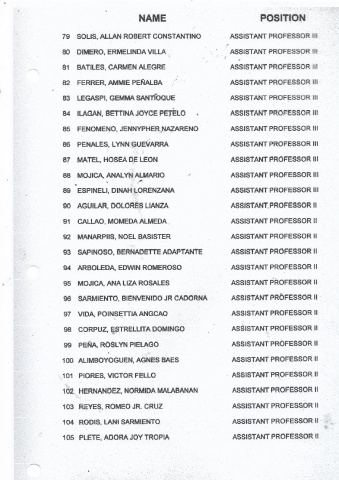 NAME POSITION
79 SOLIS, ALLAN ROBERT CONSTANTINO ASSISTANT PROFESSOR III
80 DIMERO, ERMELINDA VILLA ASSISTANT PROFESSOR III
81 BATILES, CARMEN ALEGRE ASSISTANT PROFESSOR III
82 FERRER, AMMIE PEÑALBA ASSISTANT PROFESSOR III
83 LEGASPI, GEMMA SANTIOQUE ASSISTANT PROFESSOR III
84 ILAGAN, BETTINA JOYCE PETELO ASSISTANT PROFESSOR III
85 FENOMENO, JENNYPHER NAZARENO ASSISTANT PROFESSOR III
86 PENALES, LYNN GUEVARRA ASSISTANT PROFESSOR III
87 MATEL, HOSEA DE LEON ASSISTANT PROFESSOR III
88 MOJICA, ANALYN ALMARIO ASSISTANT PROFESSOR III
89 ESPINELI, DINAH LORENZANA ASSISTANT PROFESSOR III
90 AGUILAR, DOLORES LIANZA ASSISTANT PROFESSOR II
91 CALLAO, MOMEDA ALMEDA ASSISTANT PROFESSOR II
92 MANARPIIS, NOEL BASISTER ASSISTANT PROFESSOR II
93 SAPINOSO, BERNADETTE ADAPTANTE ASSISTANT PROFESSOR II
94 ARBOLEDA, EDWIN ROMEROSO ASSISTANT PROFESSOR II
95 MOJICA, ANA LIZA ROSALES ASSISTANT PROFESSOR II
96 SARMIENTO, BIENVENIDO JR CADORNA ASSISTANT PROFESSOR II
97 VIDA, POINSETTIA ANGCAO ASSISTANT PROFESSOR II
98 CORPUZ, ESTRELLITA DOMINGO ASSISTANT PROFESSOR II
99 PEÑA, ROSLYN PIELAGO ASSISTANT PROFESSOR II
100 ALIMBOYOGUEN, AGNES BAES ASSISTANT PROFESSOR II
101 PIORES, VICTOR FELLO ASSISTANT PROFESSOR II
102 HERNANDEZ, NORMIDA MALABANAN ASSISTANT PROFESSOR II
103 REYES, ROMEO JR. CRUZ ASSISTANT PROFESSOR II
104 RODIS, LANI SARMIENTO ASSISTANT PROFESSOR II
105 PLETE, ADORA JOY TROPIA ASSISTANT PROFESSOR II